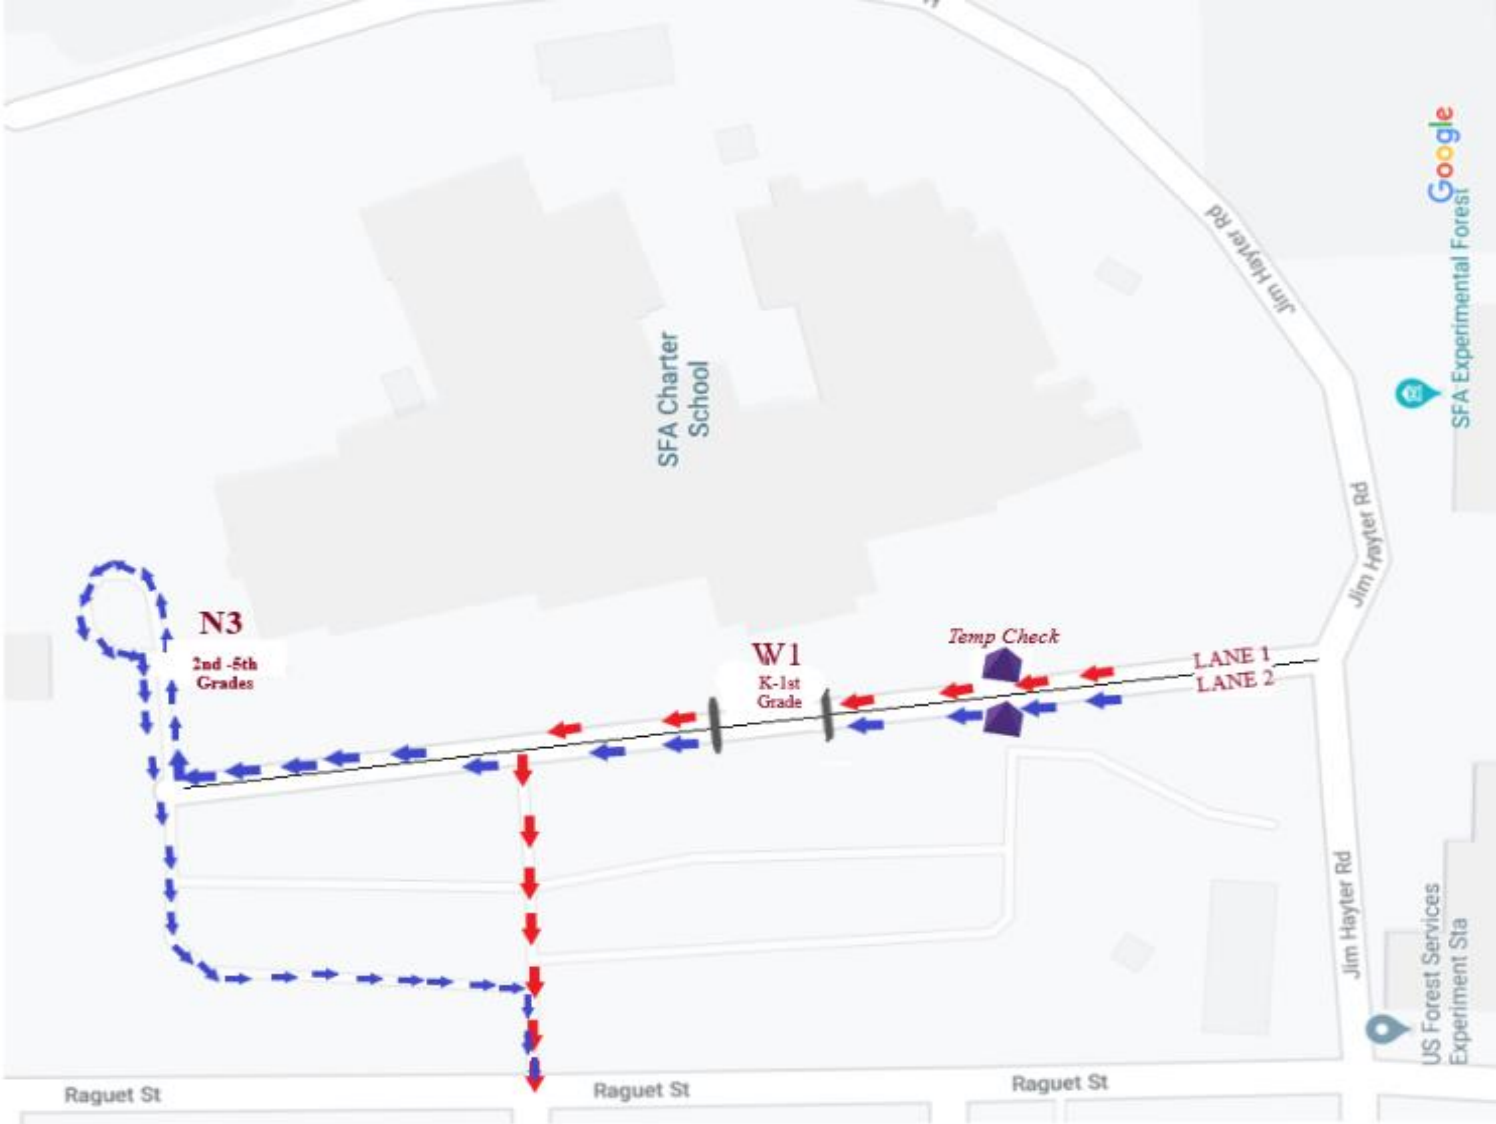 Jim Hayter Rd
Google
SFA Experimental Forest
SFA Charter
School
Jim Hayter Rd
N3
2nd -5th
Grades
W1
K-1st
Grade
Temp Check
LANE 1
LANE 2
Jim Hayter Rd
US Forest Services
Experiment Sta
Raguet St
Raguet St
Raguet St